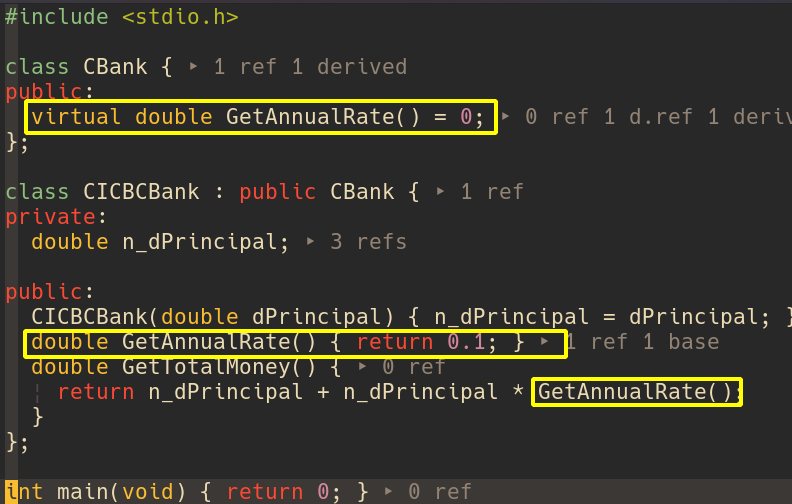 #include <stdio.h>
class CBank { ▸ 1 ref 1 derived
public:
virtual double GetAnnualRate() = 0; ▸ 0 ref 1 d.ref 1 deriv
};
class CICBCBank : public CBank { ▸ 1 ref
private:
double n_dPrincipal; ▸ 3 refs
public:
CICBCBank(double dPrincipal) { n_dPrincipal = dPrincipal; }
double GetAnnualRate() { return 0.1; } ▸ 1 ref 1 base
double GetTotalMoney() { ▸ 0 ref
return n_dPrincipal + n_dPrincipal * GetAnnualRate();
}
};
int main(void) { return 0; } ▸ 0 ref